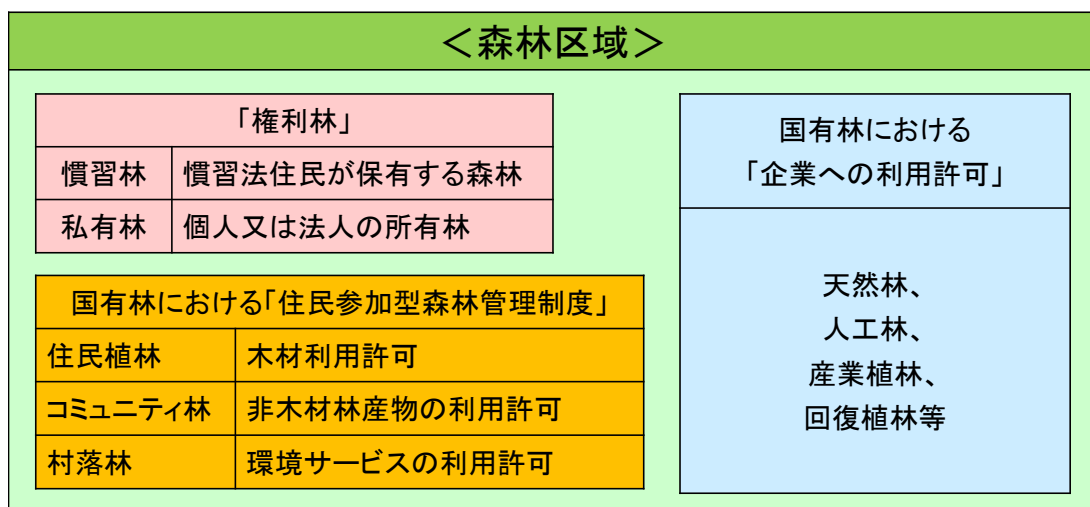 ＜森林区域＞
「権利林」
慣習林 慣習法住民が保有する森林
私有林 個人又は法人の所有林
国有林における「住民参加型森林管理制度」
住民植林 木材利用許可
コミュニティ林 非木材林産物の利用許可
村落林 環境サービスの利用許可
国有林における
「企業への利用許可」
天然林、
人工林、
産業植林、
回復植林等